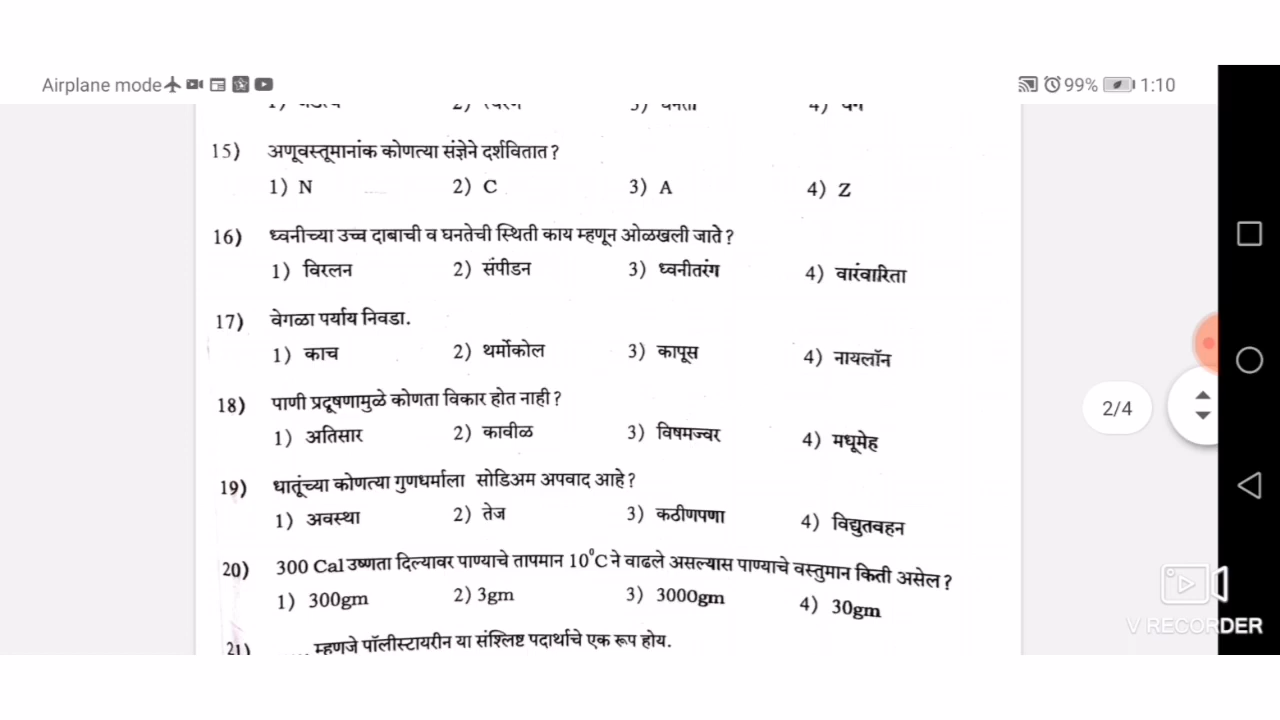 Airplane mode
99% 1:10
15) अणूवस्तूमानांक कोणत्या संज्ञेने दर्शवितात ?
1) N 2) C 3) A 4) Z
16) ध्वनीच्या उच्च दाबाची व घनतेची स्थिती काय म्हणून ओळखली जाते ?
1) विरलन 2) संपीडन 3) ध्वनीतरंग 4) वारंवारिता
17) वेगळा पर्याय निवडा.
1) काच 2) थर्मोकोल 3) कापूस 4) नायलॉन
18) पाणी प्रदूषणामुळे कोणता विकार होत नाही ?
1) अतिसार 2) कावीळ 3) विषमज्वर 4) मधूमेह
2/4
19) धातूंच्या कोणत्या गुणधर्माला सोडिअम अपवाद आहे ?
1) अवस्था 2) तेज 3) कठीणपणा 4) विद्युतवहन
20) 300 Cal उष्णता दिल्यावर पाण्याचे तापमान 10⁰C ने वाढले असल्यास पाण्याचे वस्तुमान किती असेल ?
1) 300gm 2) 3gm 3) 3000gm 4) 30gm
21) .... म्हणजे पॉलीस्टायरीन या संश्लिष्ट पदार्थाचे एक रूप होय.
V RECORDER